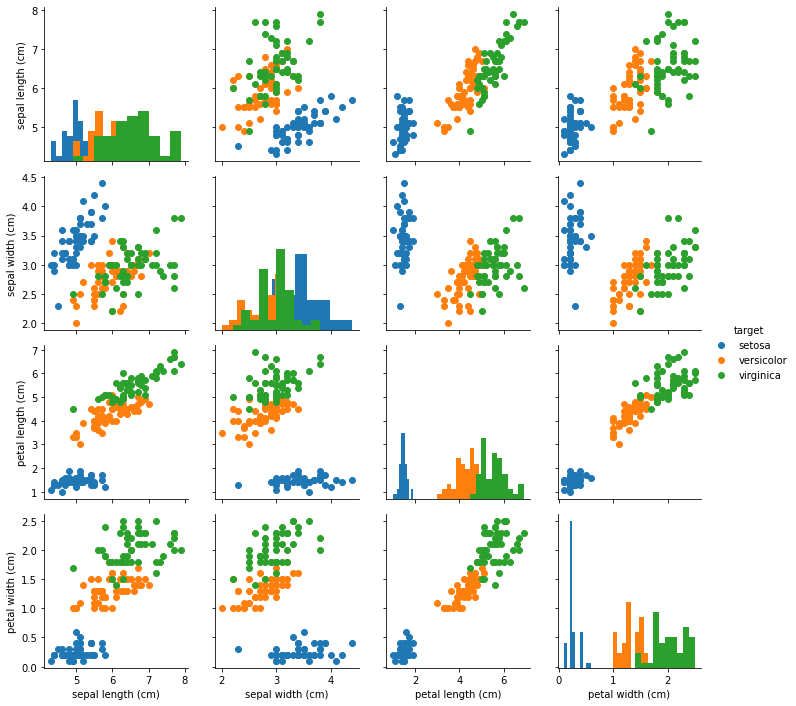 8
7
6
5
sepal length (cm)
4.5
4.0
3.5
3.0
2.5
2.0
sepal width (cm)
target
setosa
versicolor
virginica
7
6
5
4
3
2
1
petal length (cm)
2.5
2.0
1.5
1.0
0.5
0.0
petal width (cm)
5 6 7 8
2 3 4
2 4 6
0 1 2
sepal length (cm) sepal width (cm) petal length (cm) petal width (cm)